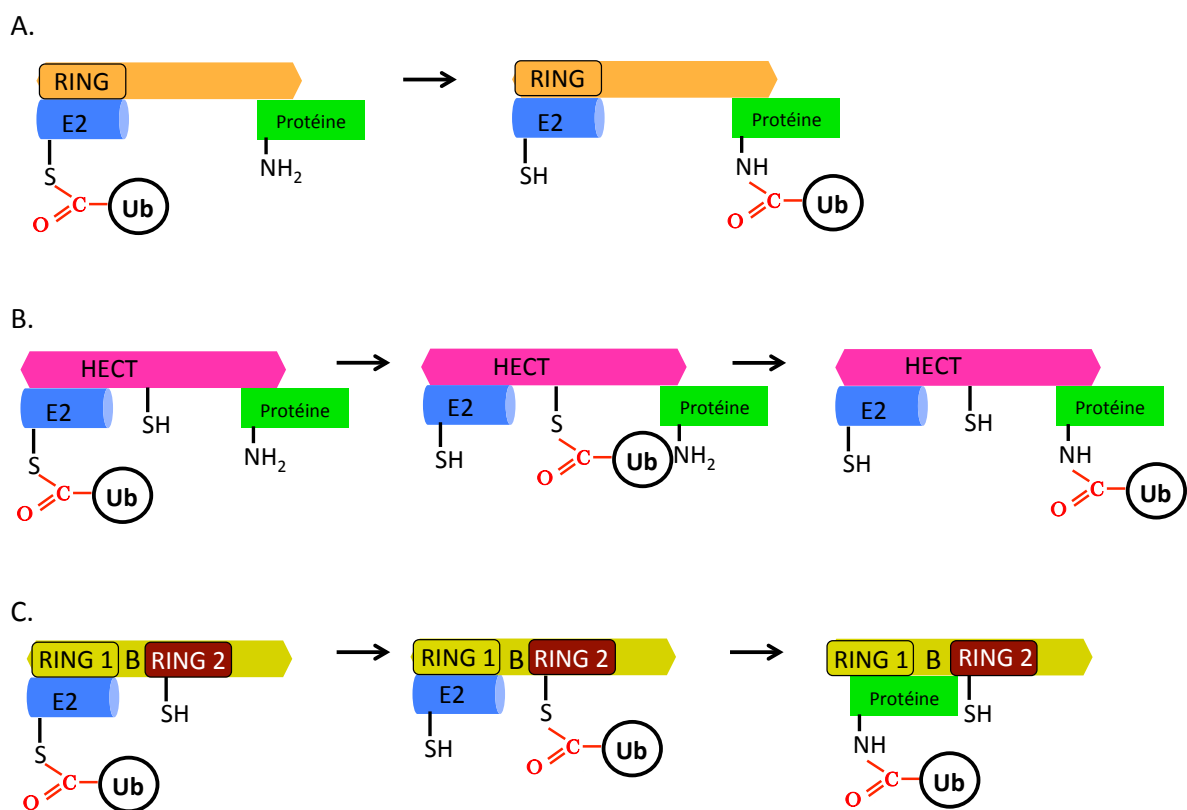 A.
RING
RING
E2
Protéine
E2
Protéine
S
NH2
SH
NH
C
Ub
C
Ub
O
O
B.
HECT
HECT
HECT
E2
Protéine
E2
Protéine
E2
Protéine
SH
S
SH
S
NH2
SH
NH2
SH
NH
C
Ub
C
Ub
C
Ub
O
O
O
C.
RING 1 B RING 2
RING 1 B RING 2
RING 1 B RING 2
E2
E2
Protéine
SH
S
SH
S
SH
NH
C
Ub
C
Ub
C
Ub
O
O
O